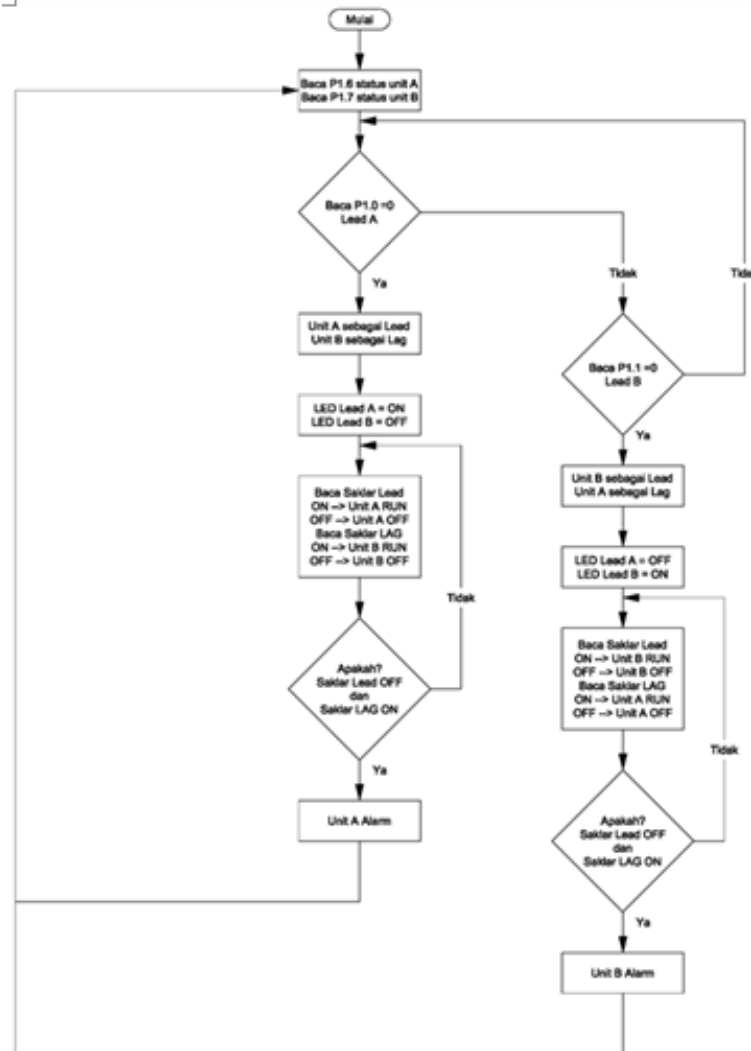 Mulai
Baca P1.6 status unit A
Baca P1.7 status unit B
Baca P1.0 =0
Lead A
Tidak
Tidak
Ya
Unit A sebagai Lead
Unit B sebagai Lag
Baca P1.1 =0
Lead B
LED Lead A = ON
LED Lead B = OFF
Ya
Unit B sebagai Lead
Unit A sebagai Lag
Baca Saklar Lead
ON --> Unit A RUN
OFF --> Unit A OFF
Baca Saklar LAG
ON --> Unit B RUN
OFF --> Unit B OFF
LED Lead A = OFF
LED Lead B = ON
Tidak
Apakah?
Saklar Lead OFF
dan
Saklar LAG ON
Baca Saklar Lead
ON --> Unit B RUN
OFF --> Unit B OFF
Baca Saklar LAG
ON --> Unit A RUN
OFF --> Unit A OFF
Tidak
Ya
Unit A Alarm
Apakah?
Saklar Lead OFF
dan
Saklar LAG ON
Ya
Unit B Alarm